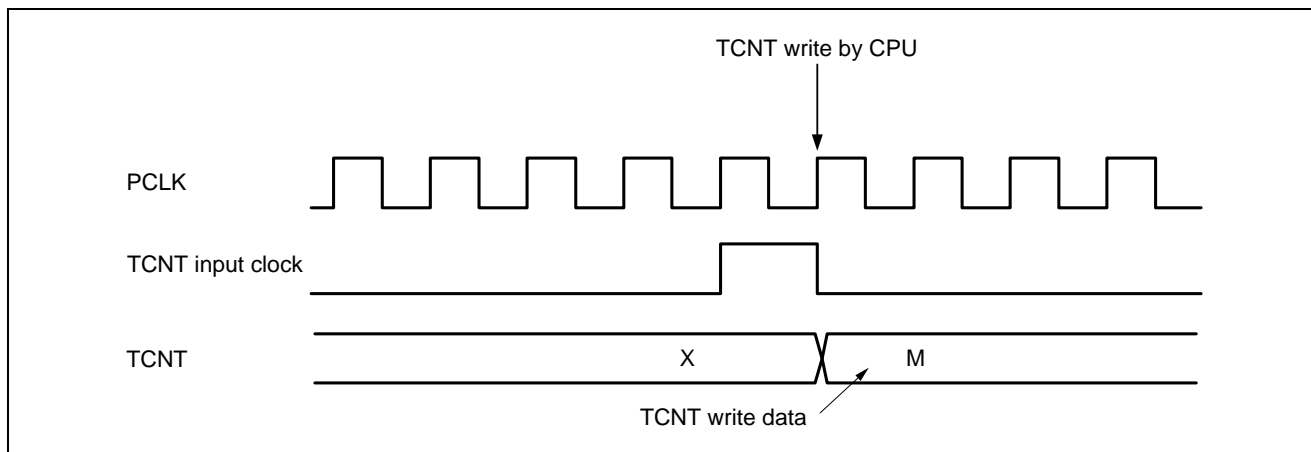 TCNT write by CPU
PCLK
TCNT input clock
TCNT
X
M
TCNT write data